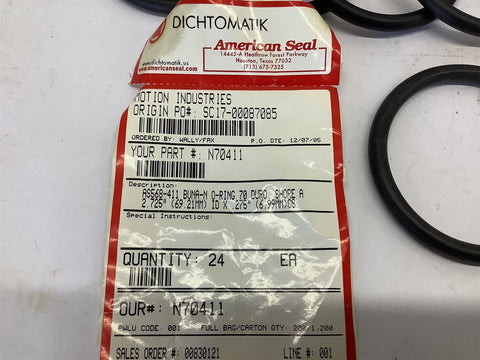 DICHTOMATIK
American Seal
14445-A Heathrow Forest Parkway
Houston, Texas 77032
(713) 675-7325
www.dichtomatik.us
www.americanseal.com
MOTION INDUSTRIES
ORIGIN PO#: SC17-00087085
ORDERED BY: WALLY/FAX P.O. DTE: 12/07/05
YOUR PART #: N70411
Description:
AS568-411 BUNA-N O-RING 70 DURO, SHORE A
2.725" (69.21MM) ID X .275" (6.99MM)CS
Special Instructions:
QUANTITY: 24 EA
OUR#: N70411
RWLU CODE: 001 FULL BAG/CARTON QTY: 200/1,200
SALES ORDER #: 00830121 LINE #: 001